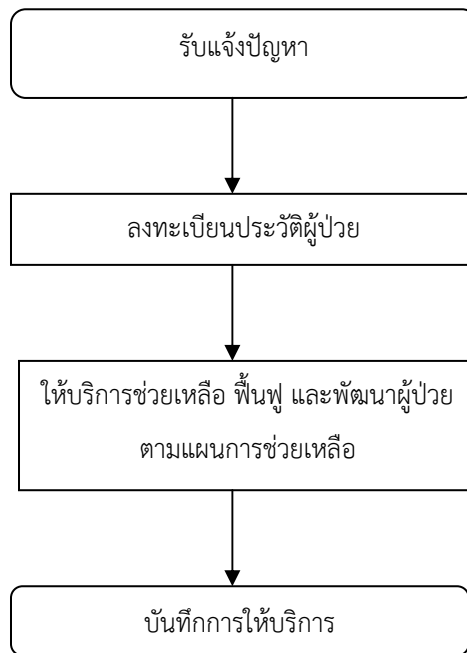 รับแจ้งปัญหา
ลงทะเบียนประวัติผู้ป่วย
ให้บริการช่วยเหลือ ฟื้นฟู และพัฒนาผู้ป่วย
ตามแผนการช่วยเหลือ
บันทึกการให้บริการ